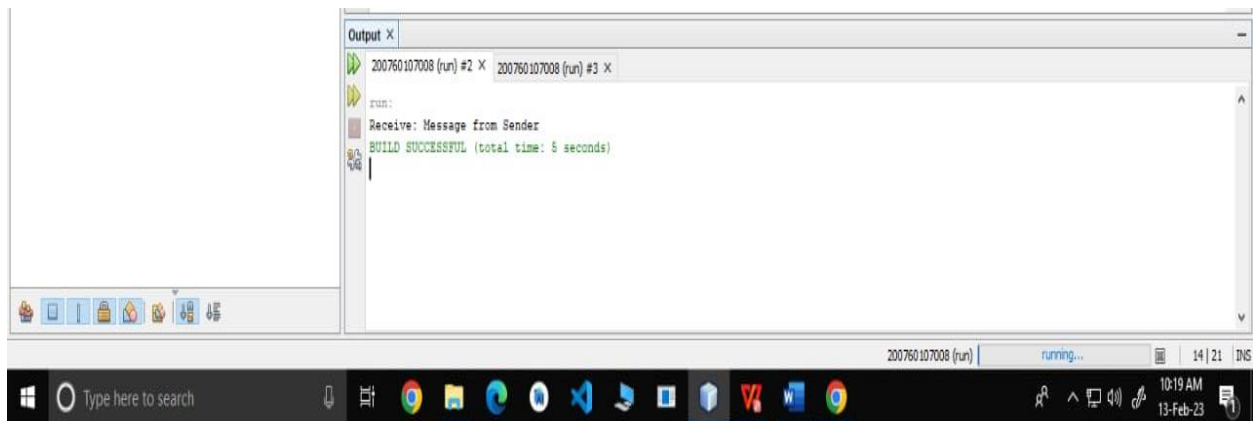 Output
200760107008 (run) #2 200760107008 (run) #3
run:
Receive: Message from Sender
BUILD SUCCESSFUL (total time: 5 seconds)
200760107008 (run) running... 14 | 21 INS
Type here to search
10:19 AM
13-Feb-23